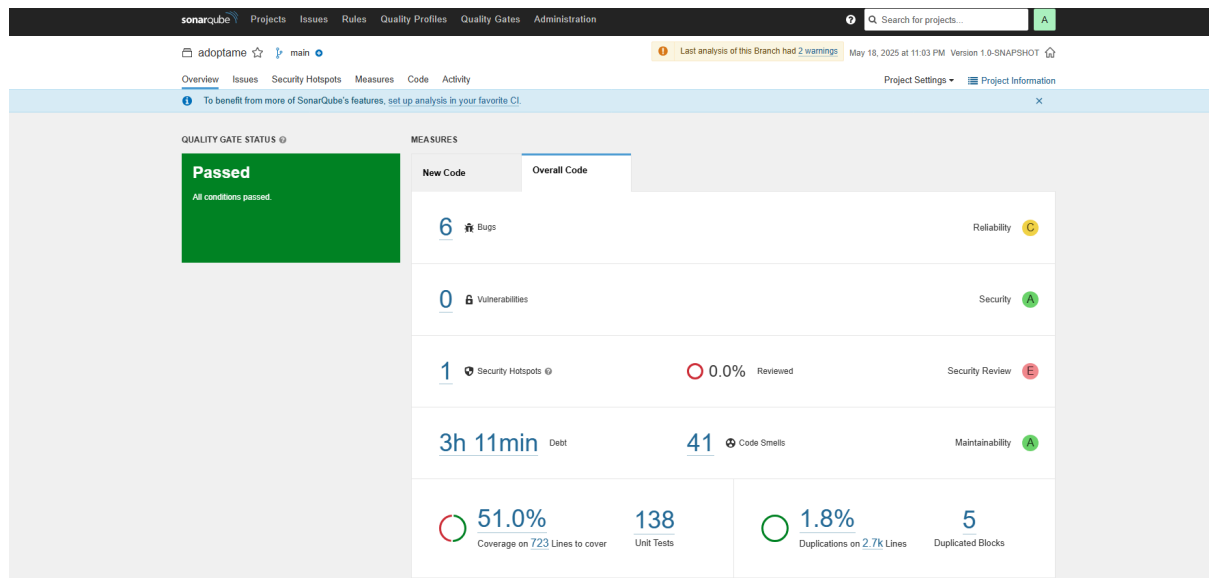 sonarqube Projects Issues Rules Quality Profiles Quality Gates Administration ? Search for projects... A
adoptame main Last analysis of this Branch had 2 warnings May 18, 2025 at 11:03 PM Version 1.0-SNAPSHOT
Overview Issues Security Hotspots Measures Code Activity Project Settings Project Information
To benefit from more of SonarQube's features, set up analysis in your favorite CI.
QUALITY GATE STATUS
MEASURES
Passed
All conditions passed.
New Code Overall Code
6 Bugs Reliability C
0 Vulnerabilities Security A
1 Security Hotspots 0.0% Reviewed Security Review E
3h 11min Debt 41 Code Smells Maintainability A
51.0% 138 1.8% 5
Coverage on 723 Lines to cover Unit Tests Duplications on 2.7k Lines Duplicated Blocks